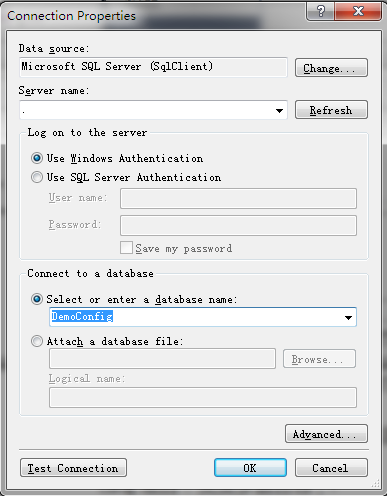 Connection Properties
Data source:
Microsoft SQL Server (SqlClient)
Change...
Server name:
.
Refresh
Log on to the server
Use Windows Authentication
Use SQL Server Authentication
User name:
Password:
Save my password
Connect to a database
Select or enter a database name:
DemoConfig
Attach a database file:
Browse...
Logical name:
Advanced...
Test Connection
OK
Cancel